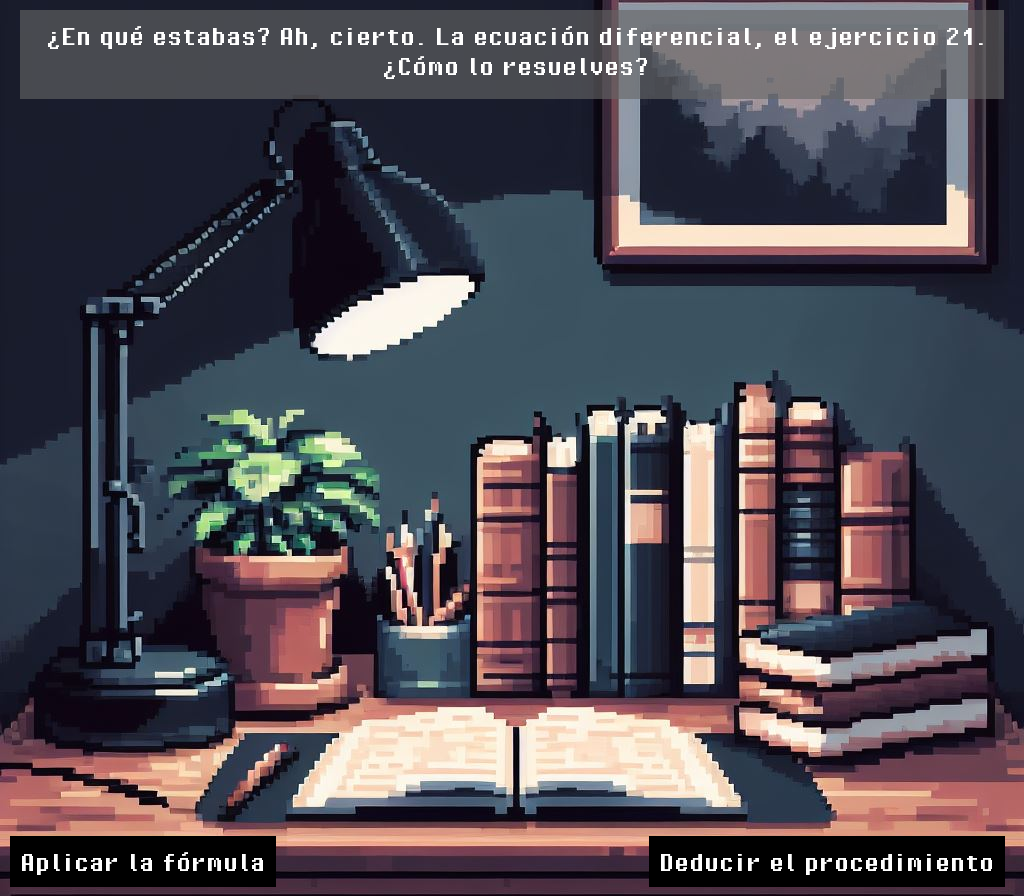 ¿En qué estabas? Ah, cierto. La ecuación diferencial, el ejercicio 21.
¿Cómo lo resuelves?
Aplicar la fórmula
Deducir el procedimiento